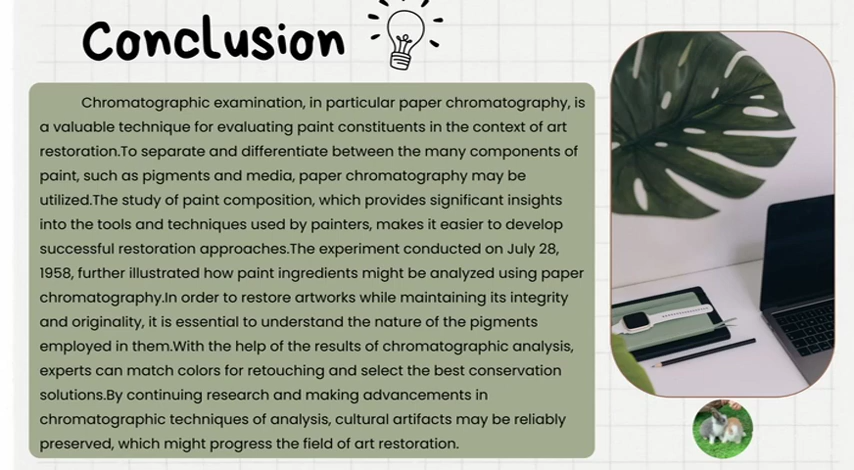 Conclusion
Chromatographic examination, in particular paper chromatography, is
a valuable technique for evaluating paint constituents in the context of art
restoration.To separate and differentiate between the many components of
paint, such as pigments and media, paper chromatography may be
utilized.The study of paint composition, which provides significant insights
into the tools and techniques used by painters, makes it easier to develop
successful restoration approaches.The experiment conducted on July 28,
1958, further illustrated how paint ingredients might be analyzed using paper
chromatography.In order to restore artworks while maintaining its integrity
and originality, it is essential to understand the nature of the pigments
employed in them.With the help of the results of chromatographic analysis,
experts can match colors for retouching and select the best conservation
solutions.By continuing research and making advancements in
chromatographic techniques of analysis, cultural artifacts may be reliably
preserved, which might progress the field of art restoration.